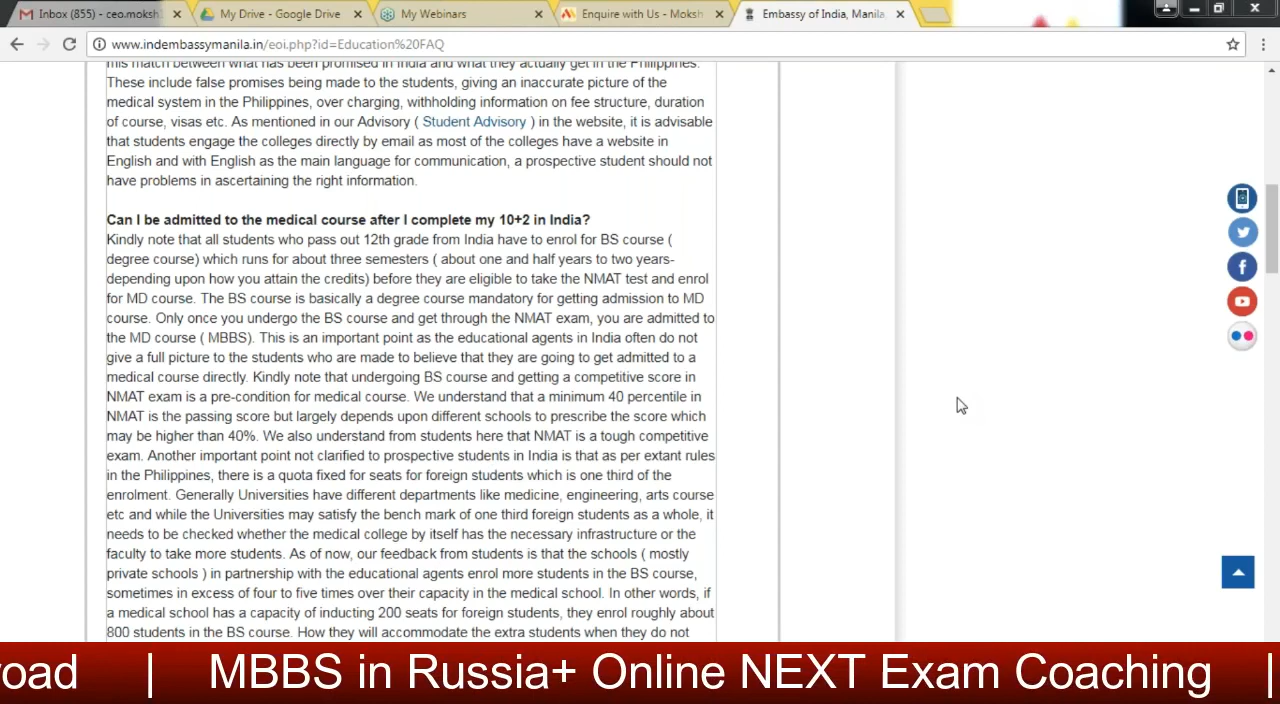 Inbox (855) - ceo.moksh
My Drive - Google Drive
My Webinars
Enquire with Us - Moksh
Embassy of India, Manila,
www.indembassymanila.in/eoi.php?id=Education%20FAQ
this match between what has been promised in India and what they actually get in the Philippines.
These include false promises being made to the students, giving an inaccurate picture of the
medical system in the Philippines, over charging, withholding information on fee structure, duration
of course, visas etc. As mentioned in our Advisory ( Student Advisory ) in the website, it is advisable
that students engage the colleges directly by email as most of the colleges have a website in
English and with English as the main language for communication, a prospective student should not
have problems in ascertaining the right information.
Can I be admitted to the medical course after I complete my 10+2 in India?
Kindly note that all students who pass out 12th grade from India have to enrol for BS course (
degree course) which runs for about three semesters ( about one and half years to two years-
depending upon how you attain the credits) before they are eligible to take the NMAT test and enrol
for MD course. The BS course is basically a degree course mandatory for getting admission to MD
course. Only once you undergo the BS course and get through the NMAT exam, you are admitted to
the MD course ( MBBS). This is an important point as the educational agents in India often do not
give a full picture to the students who are made to believe that they are going to get admitted to a
medical course directly. Kindly note that undergoing BS course and getting a competitive score in
NMAT exam is a pre-condition for medical course. We understand that a minimum 40 percentile in
NMAT is the passing score but largely depends upon different schools to prescribe the score which
may be higher than 40%. We also understand from students here that NMAT is a tough competitive
exam. Another important point not clarified to prospective students in India is that as per extant rules
in the Philippines, there is a quota fixed for seats for foreign students which is one third of the
enrolment. Generally Universities have different departments like medicine, engineering, arts course
etc and while the Universities may satisfy the bench mark of one third foreign students as a whole, it
needs to be checked whether the medical college by itself has the necessary infrastructure or the
faculty to take more students. As of now, our feedback from students is that the schools ( mostly
private schools ) in partnership with the educational agents enrol more students in the BS course,
sometimes in excess of four to five times over their capacity in the medical school. In other words, if
a medical school has a capacity of inducting 200 seats for foreign students, they enrol roughly about
800 students in the BS course. How they will accommodate the extra students when they do not
road | MBBS in Russia+ Online NEXT Exam Coaching |